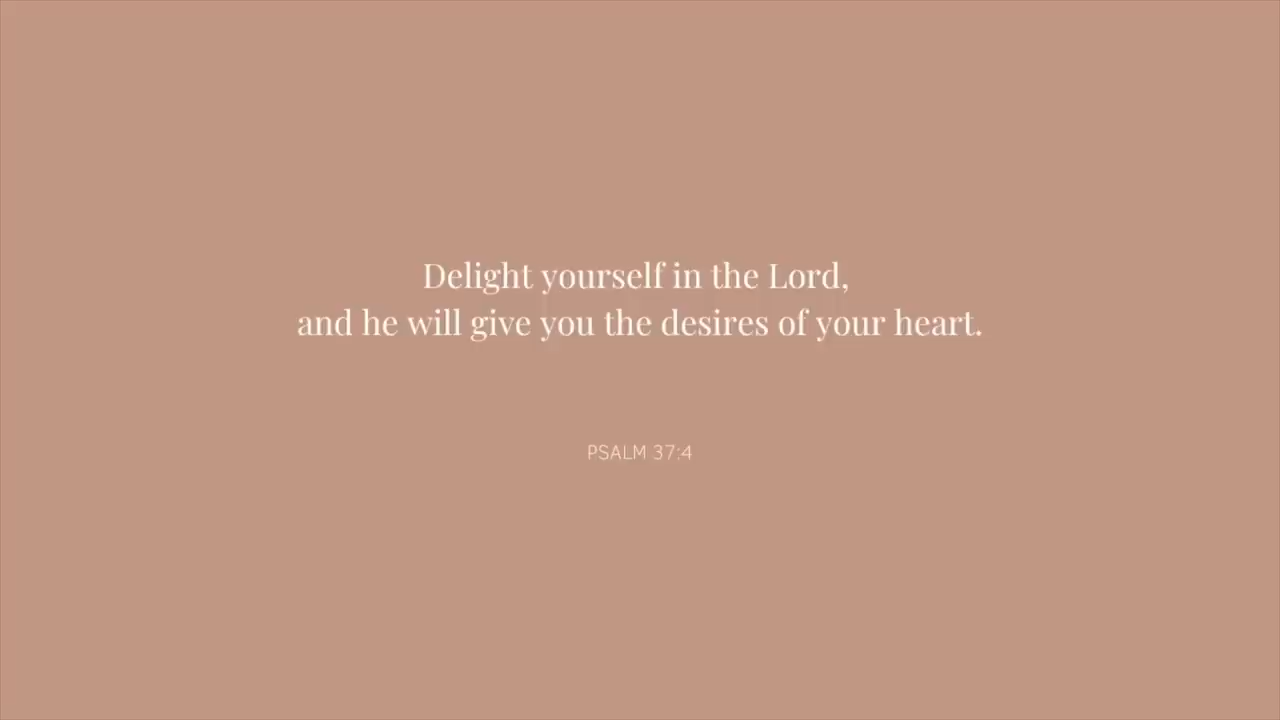 Delight yourself in the Lord,
and he will give you the desires of your heart.
PSALM 37:4